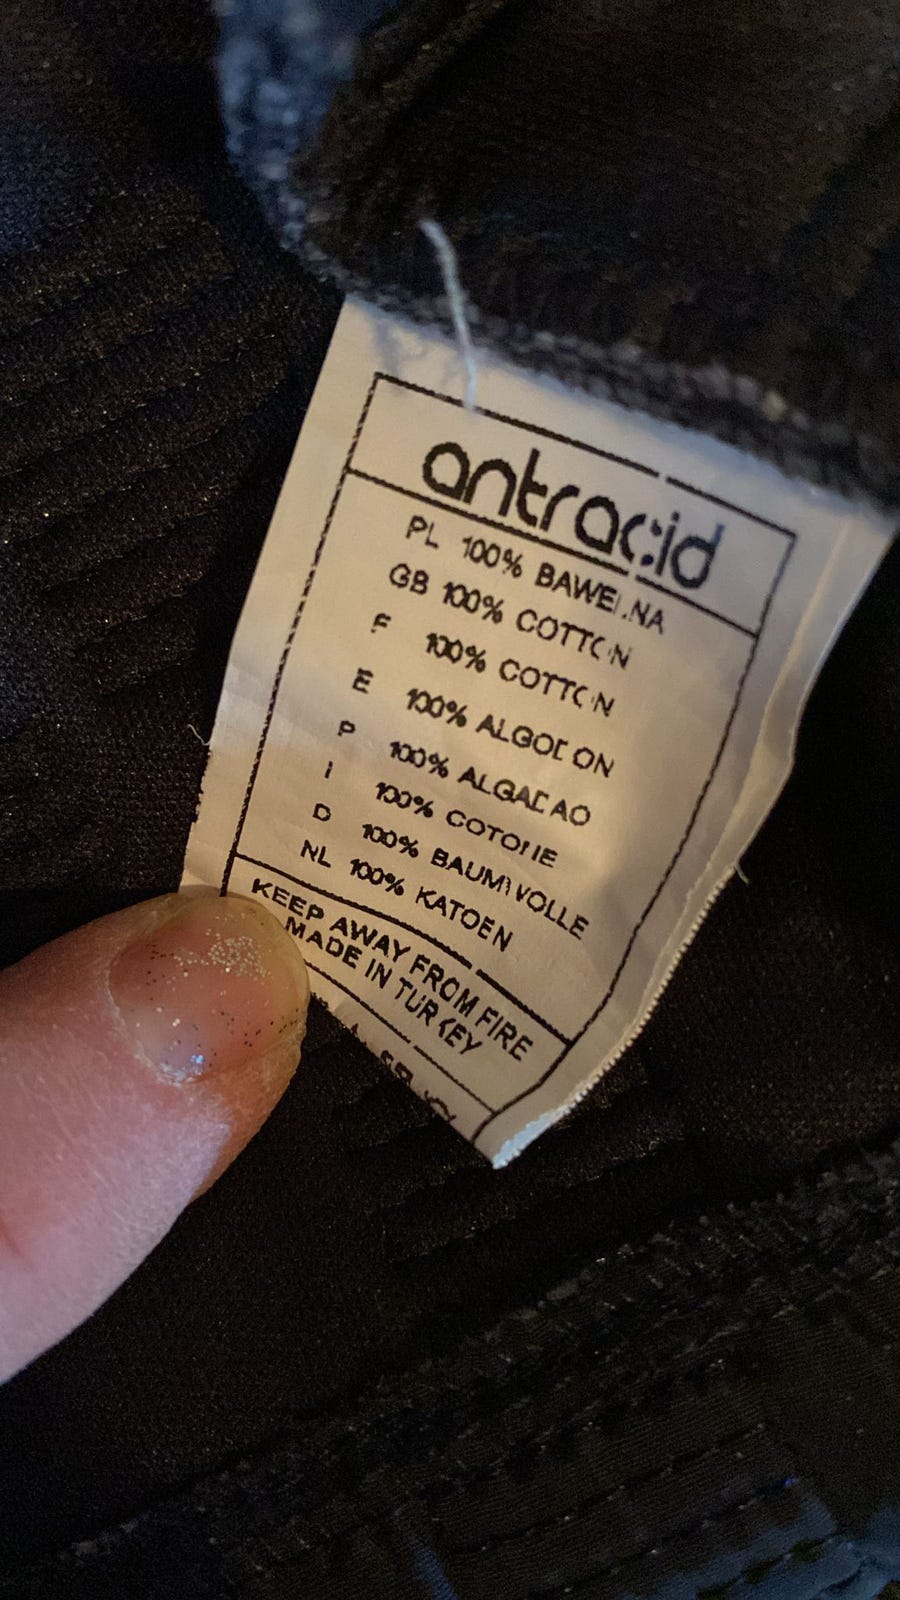 antracid
PL 100% BAWEŁNA
GB 100% COTTON
F 100% COTTON
E 100% ALGODON
P 100% ALGADAO
I 100% COTONE
D 100% BAUMWOLLE
NL 100% KATOEN
KEEP AWAY FROM FIRE
MADE IN TURKEY